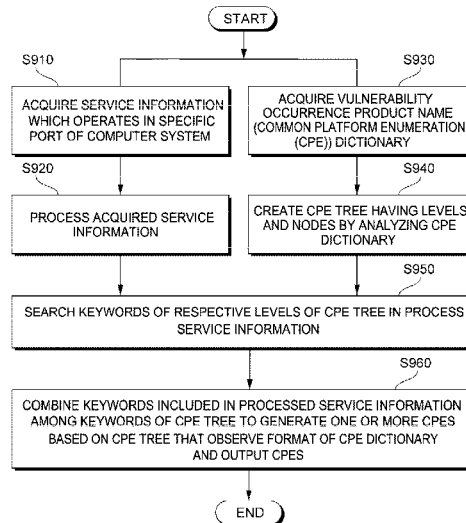 START
S910
ACQUIRE SERVICE INFORMATION
WHICH OPERATES IN SPECIFIC
PORT OF COMPUTER SYSTEM
S930
ACQUIRE VULNERABILITY
OCCURRENCE PRODUCT NAME
(COMMON PLATFORM ENUMERATION
(CPE)) DICTIONARY
S920
PROCESS ACQUIRED SERVICE
INFORMATION
S940
CREATE CPE TREE HAVING LEVELS
AND NODES BY ANALYZING CPE
DICTIONARY
S950
SEARCH KEYWORDS OF RESPECTIVE LEVELS OF CPE TREE IN PROCESS
SERVICE INFORMATION
S960
COMBINE KEYWORDS INCLUDED IN PROCESSED SERVICE INFORMATION
AMONG KEYWORDS OF CPE TREE TO GENERATE ONE OR MORE CPES
BASED ON CPE TREE THAT OBSERVE FORMAT OF CPE DICTIONARY
AND OUTPUT CPES
END